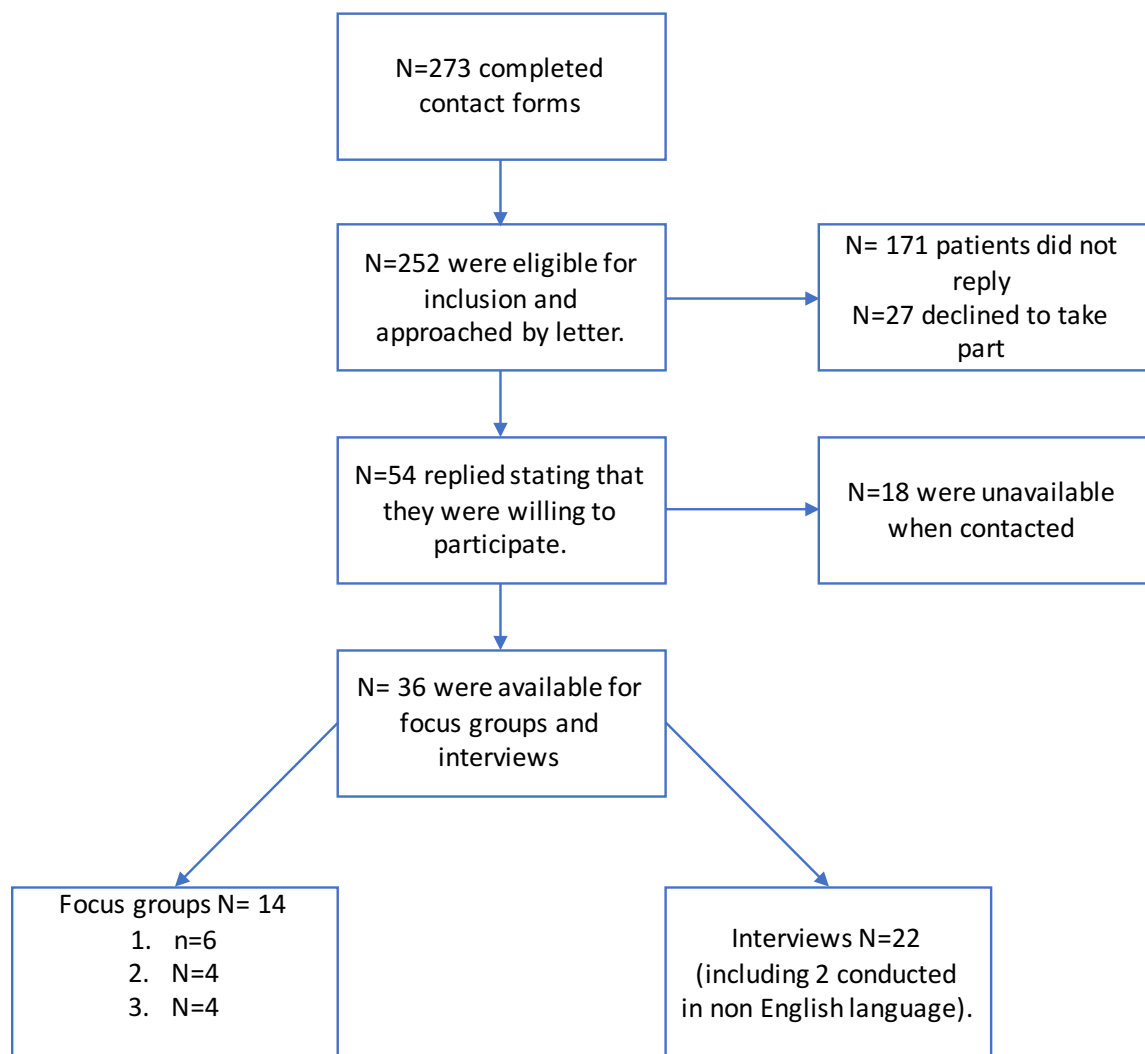 N=273 completed
contact forms
N=252 were eligible for
inclusion and
approached by letter.
N= 171 patients did not
reply
N=27 declined to take
part
N=54 replied stating that
they were willing to
participate.
N=18 were unavailable
when contacted
N= 36 were available for
focus groups and
interviews
Focus groups N= 14
1. n=6
2. N=4
3. N=4
Interviews N=22
(including 2 conducted
in non English language).